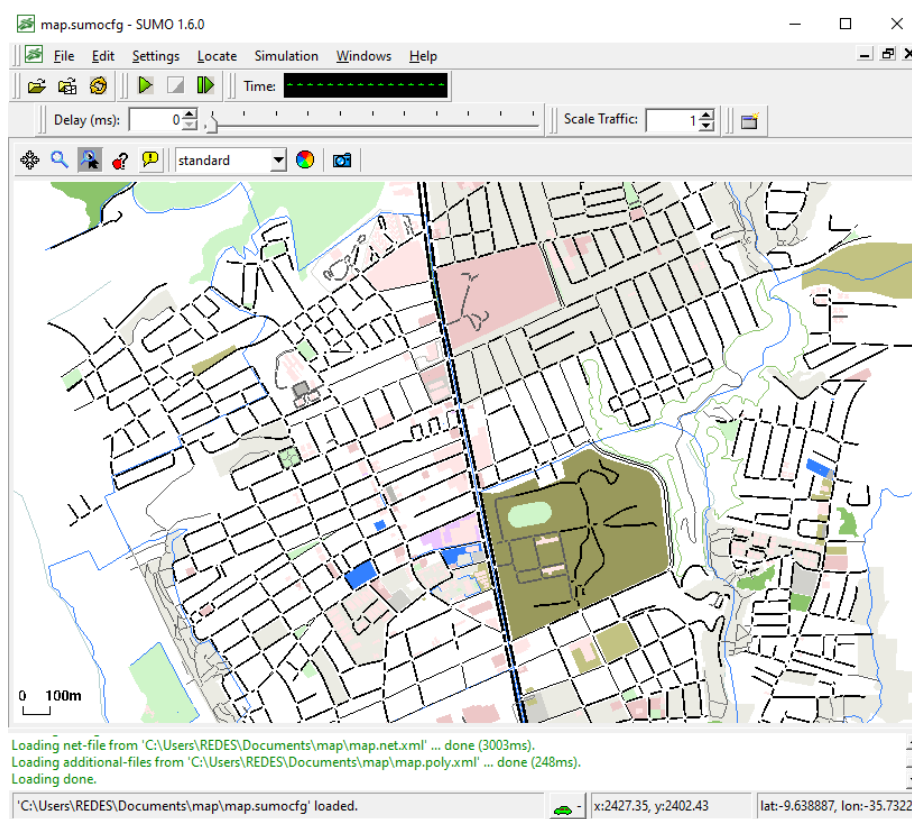 map.sumocfg - SUMO 1.6.0
File Edit Settings Locate Simulation Windows Help
Time:
Delay (ms): 0 Scale Traffic: 1
standard
0 100m
Loading net-file from 'C:\Users\REDES\Documents\map\map.net.xml' ... done (3003ms).
Loading additional-files from 'C:\Users\REDES\Documents\map\map.poly.xml' ... done (248ms).
Loading done.
'C:\Users\REDES\Documents\map\map.sumocfg' loaded. - x:2427.35, y:2402.43 lat:-9.638887, lon:-35.7322